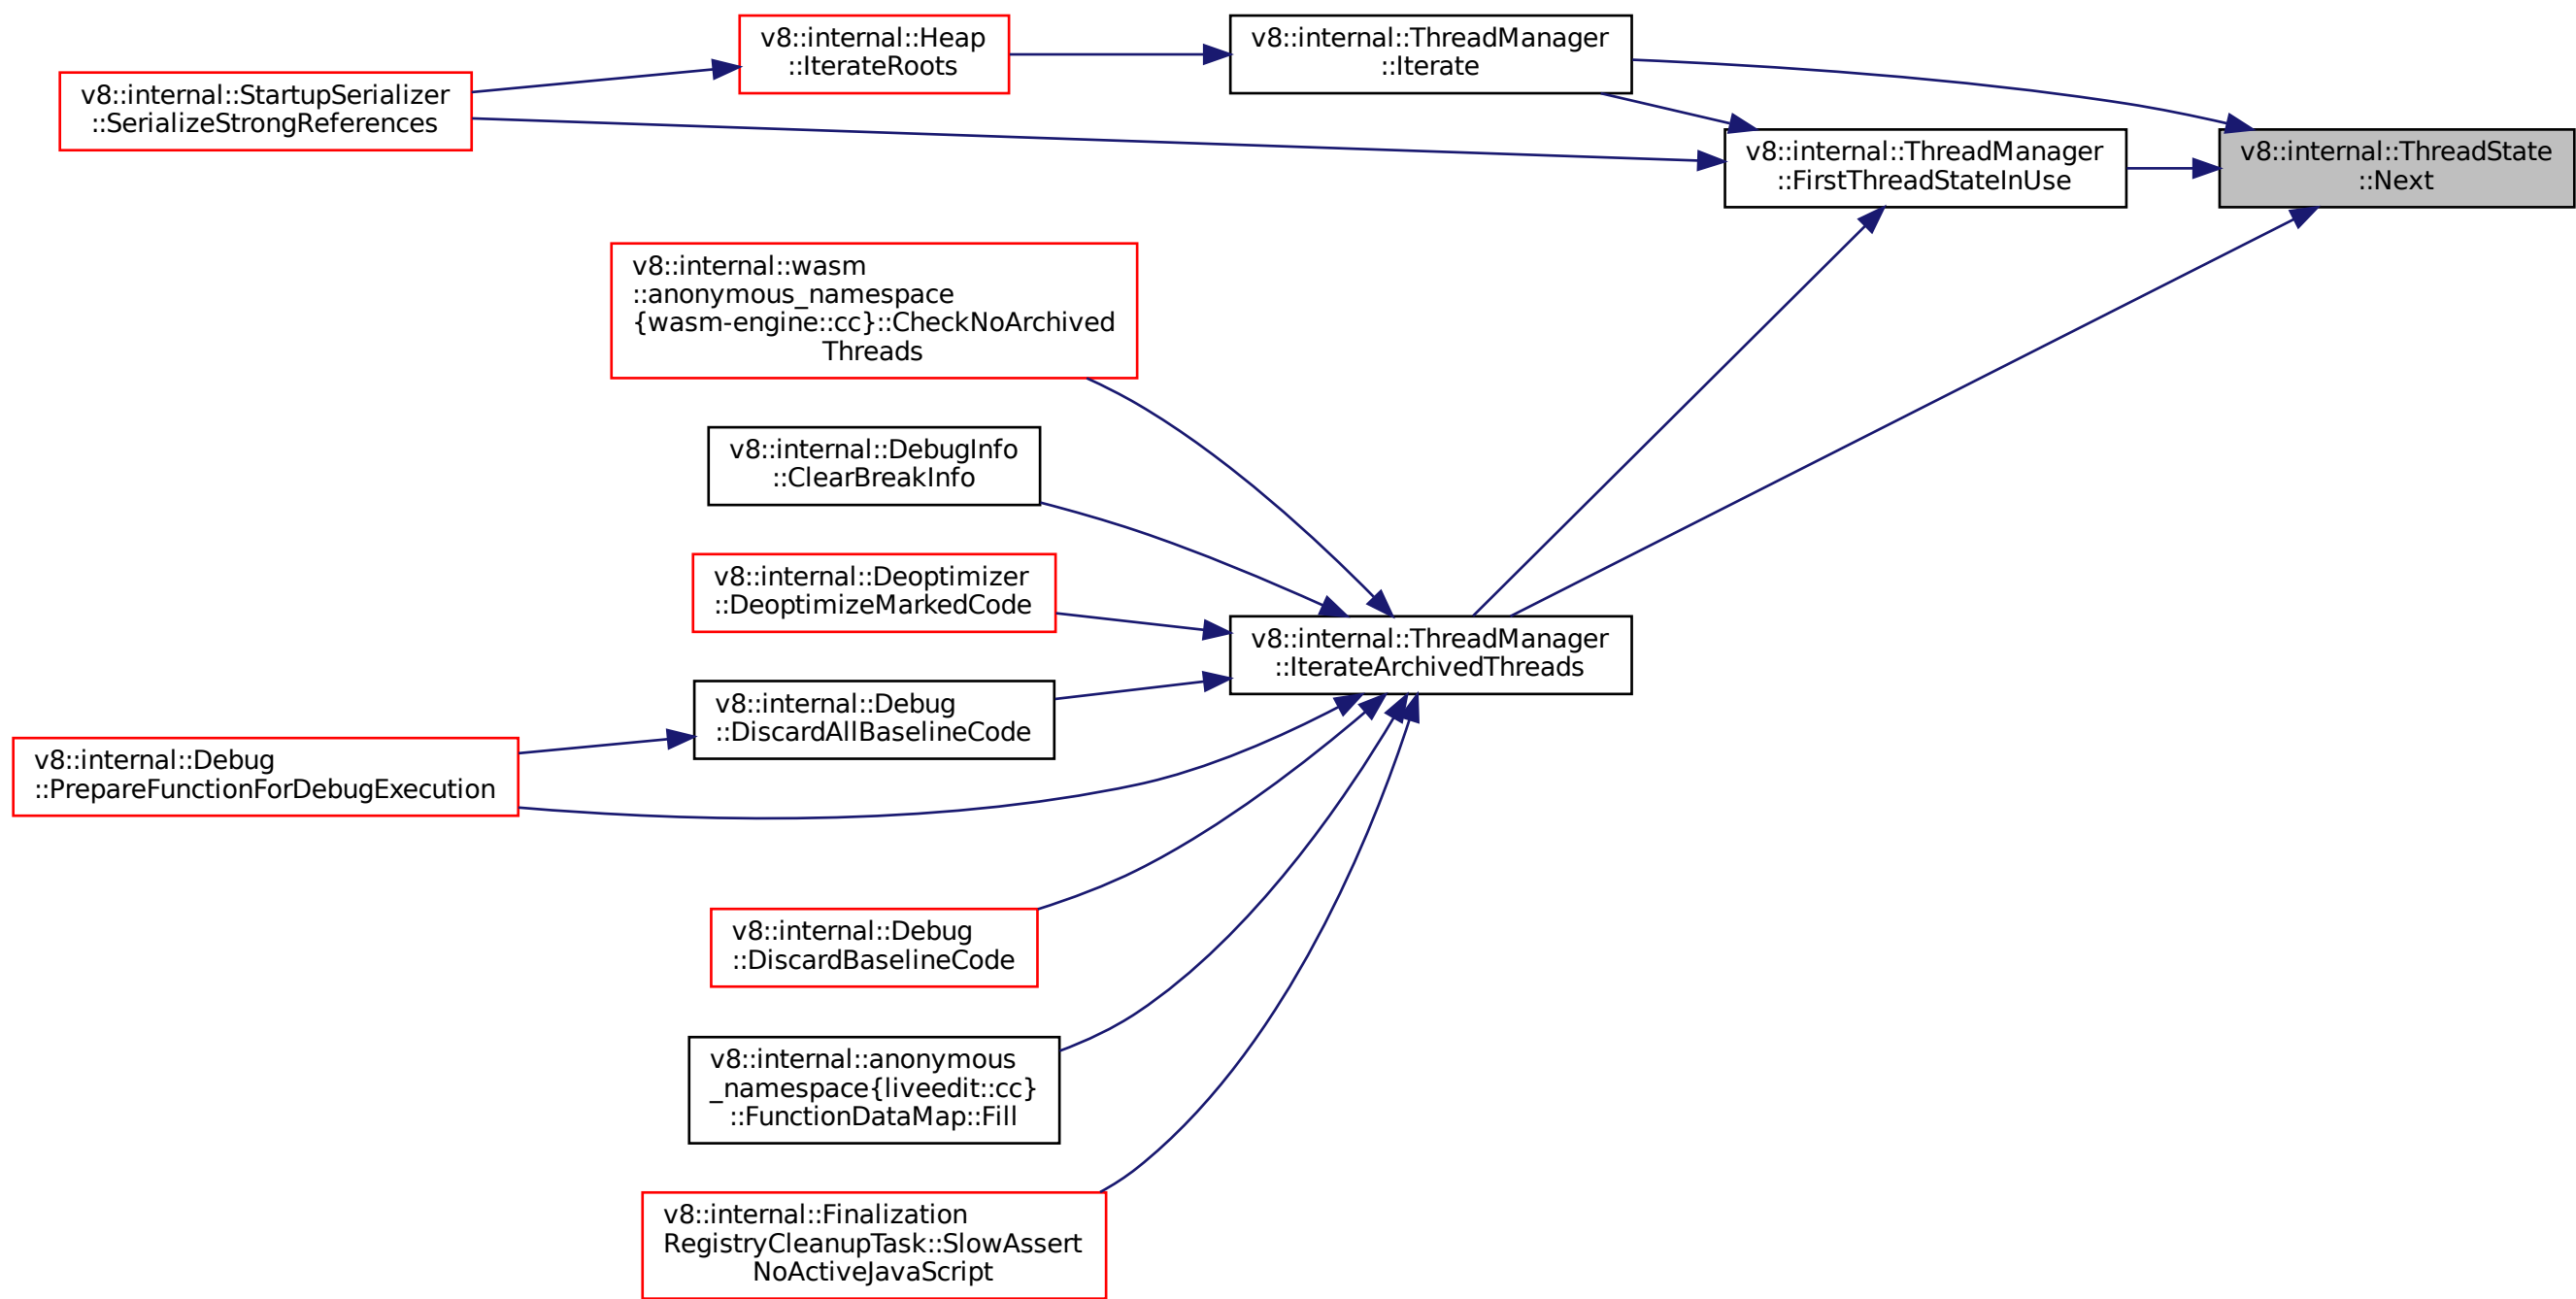 v8::internal::Heap
::IterateRoots
v8::internal::ThreadManager
::Iterate
v8::internal::StartupSerializer
::SerializeStrongReferences
v8::internal::ThreadManager
::FirstThreadStateInUse
v8::internal::ThreadState
::Next
v8::internal::wasm
::anonymous_namespace
{wasm-engine::cc}::CheckNoArchived
Threads
v8::internal::DebugInfo
::ClearBreakInfo
v8::internal::Deoptimizer
::DeoptimizeMarkedCode
v8::internal::ThreadManager
::IterateArchivedThreads
v8::internal::Debug
::DiscardAllBaselineCode
v8::internal::Debug
::PrepareFunctionForDebugExecution
v8::internal::Debug
::DiscardBaselineCode
v8::internal::anonymous
_namespace{liveedit::cc}
::FunctionDataMap::Fill
v8::internal::Finalization
RegistryCleanupTask::SlowAssert
NoActiveJavaScript